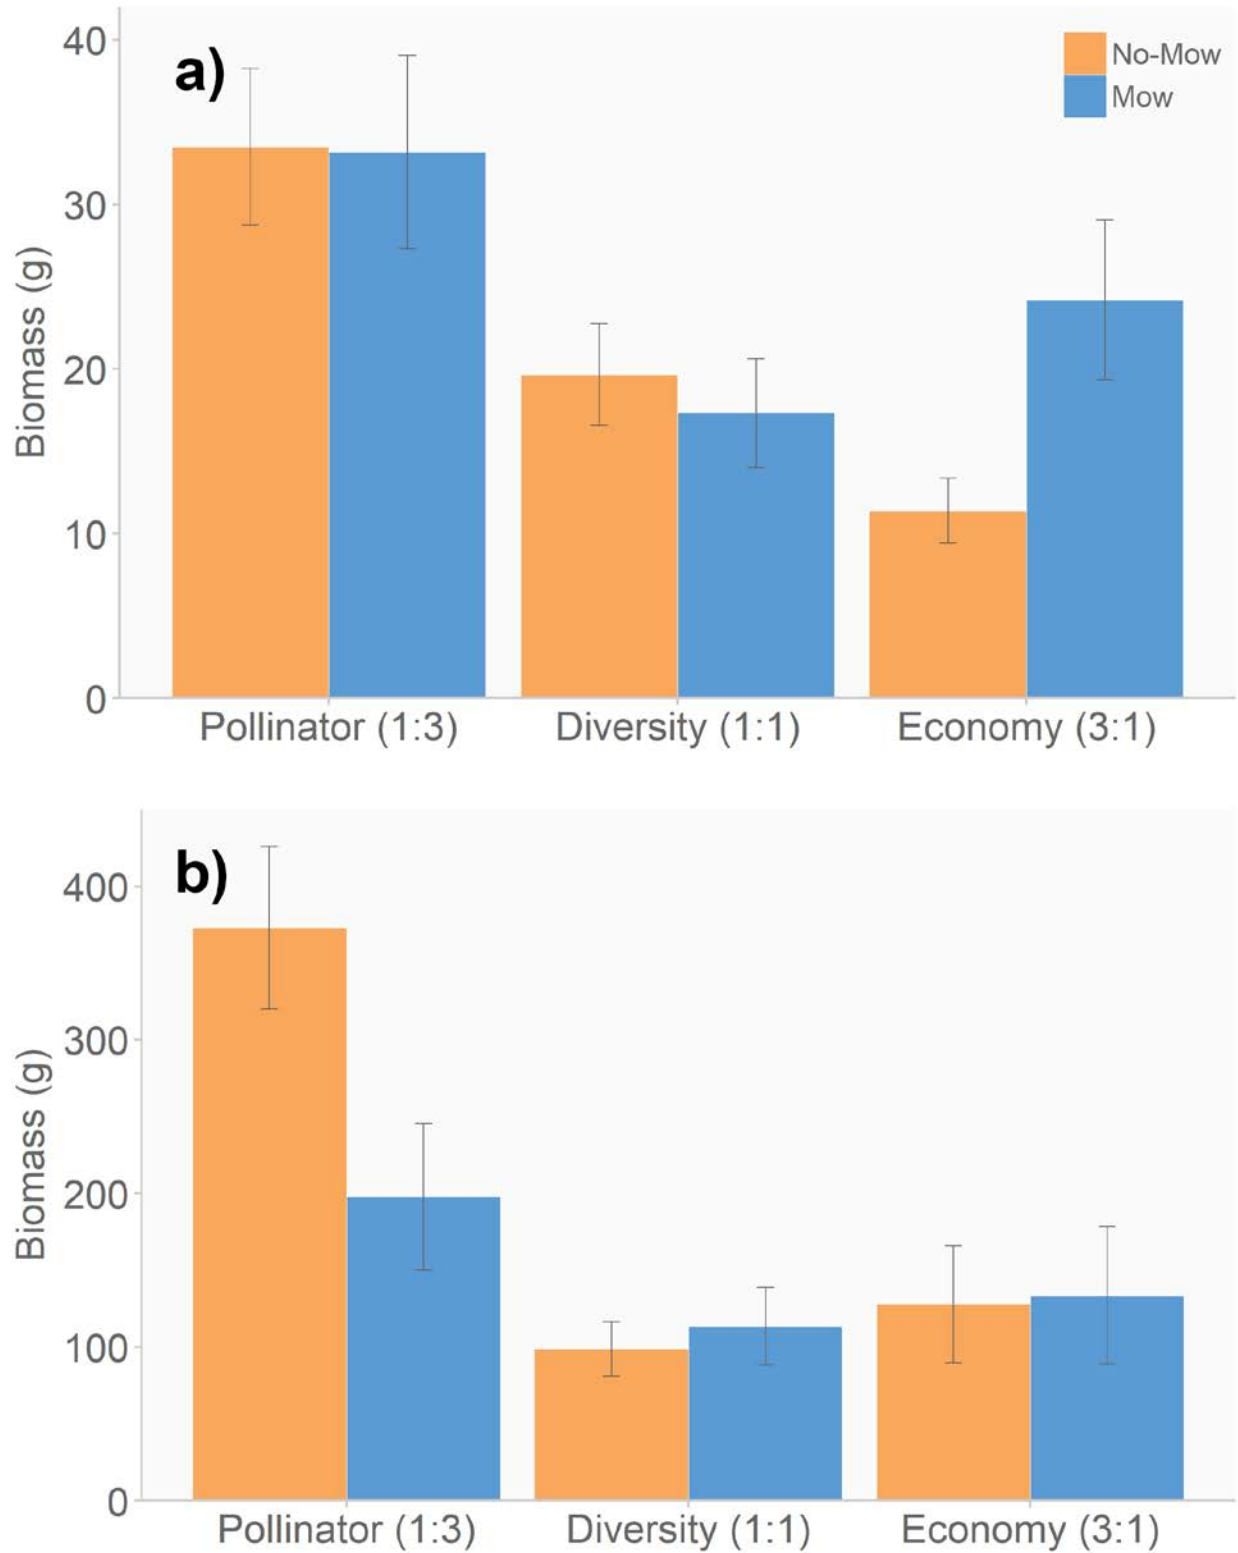 a)
No-Mow
Mow
40
30
20
10
0
Biomass (g)
Pollinator (1:3) Diversity (1:1) Economy (3:1)
b)
400
300
200
100
0
Biomass (g)
Pollinator (1:3) Diversity (1:1) Economy (3:1)